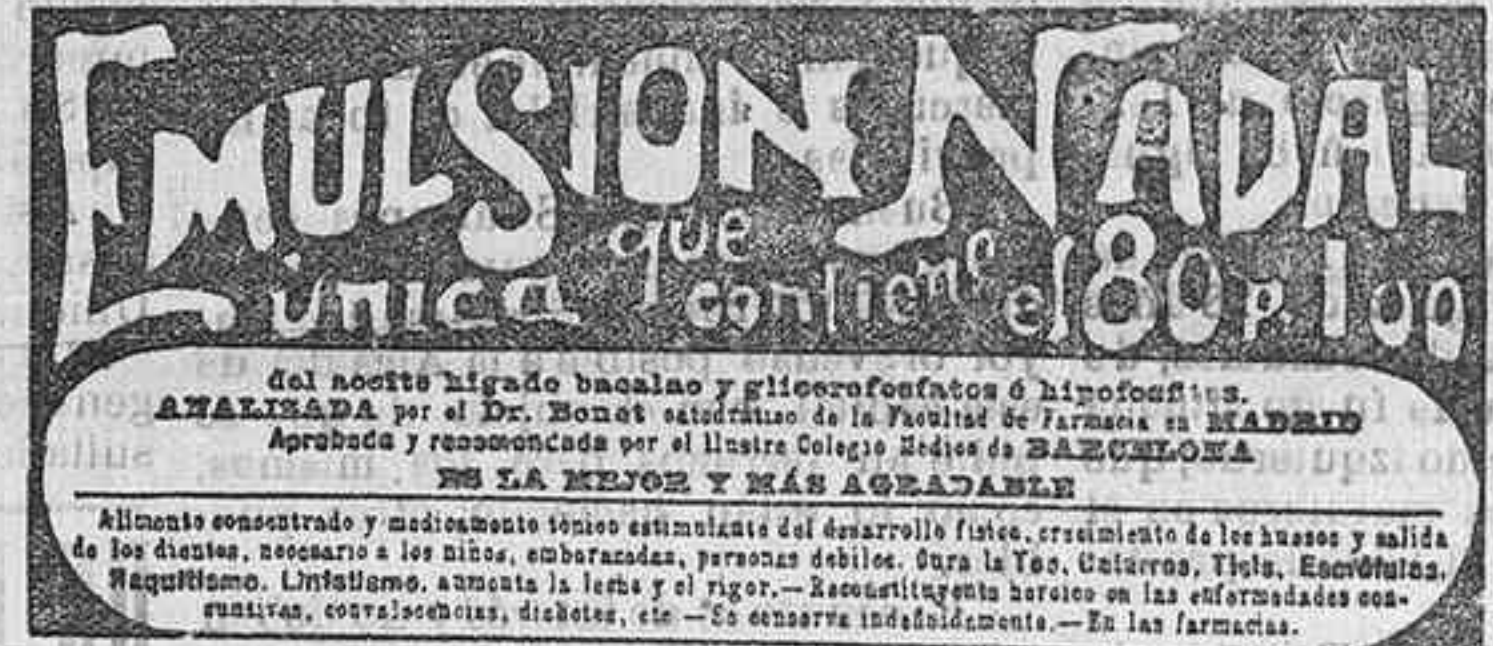 EMULSION NADAL
única que contiene el 80 p. 100
del aceite hígado bacalao y glicerofosfatos é hipofosfitos.
ANALIZADA por el Dr. Bonet catedrático de la Facultad de Farmacia en MADRID
Aprobada y recomendada por el Ilustre Colegio Médico de BARCELONA
ES LA MEJOR Y MÁS AGRADABLE
Alimento concentrado y medicamento tónico estimulante del desarrollo físico, crecimiento de los huesos y salida
de los dientes, necesario a los niños, embarazadas, personas debiles. Cura la Tos, Catarros, Tisis, Escrófulas,
Raquitismo, Linfatismo, aumenta la leche y el vigor.—Reconstituyente heroico en las enfermedades con-
suntivas, convalecencias, diabetes, etc—Se conserva indefinidamente.—En las farmacias.